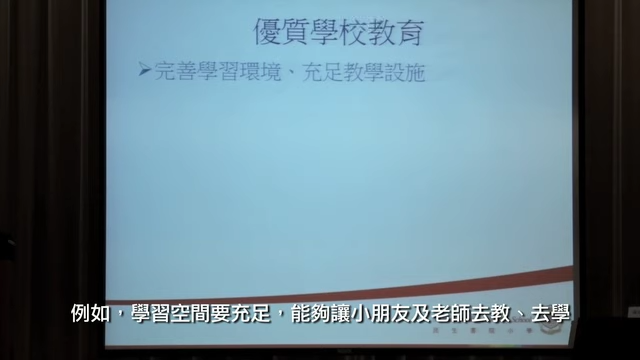 優質學校教育
➢完善學習環境、充足教學設施
例如，學習空間要充足，能夠讓小朋友及老師去教、去學